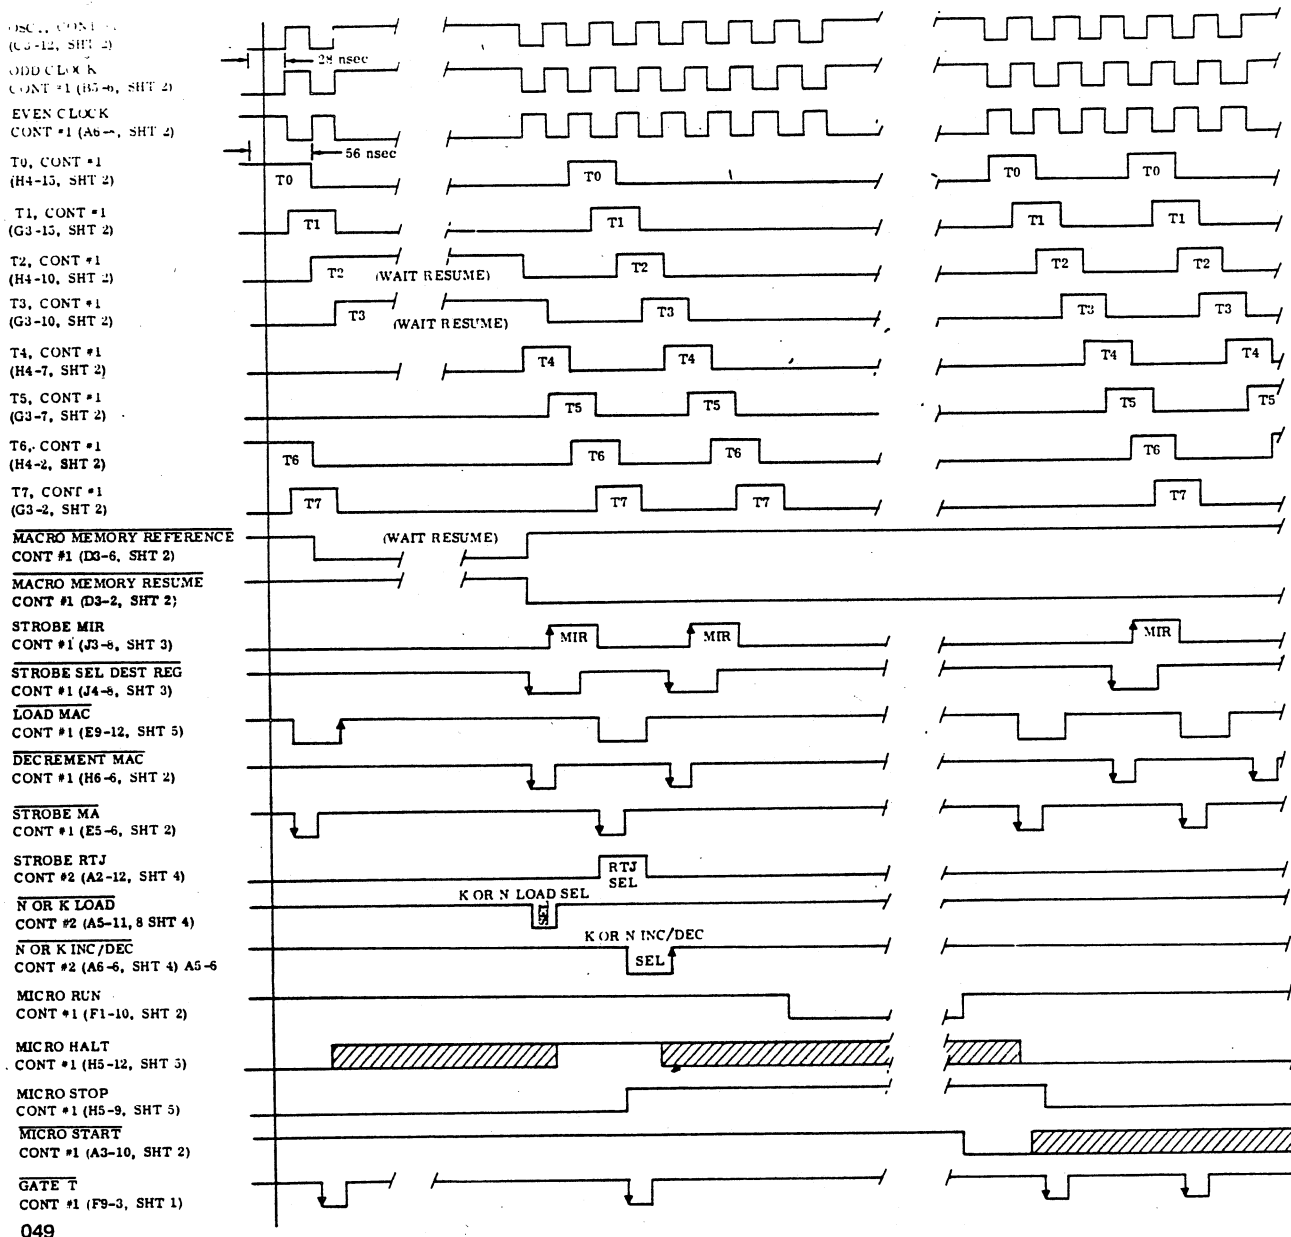 OSC., CONT
(C3-12, SHT 2)
28 nsec
ODD CLOCK
CONT #1 (B5-6, SHT 2)
EVEN CLOCK
CONT #1 (A6- SHT 2)
56 nsec
T0, CONT #1
(H4-15, SHT 2)
T0 T0 T0 T0
T1, CONT #1
(G3-15, SHT 2)
T1 T1 T1 T1
T2, CONT #1
(H4-10, SHT 2)
T2 (WAIT RESUME) T2 T2 T2
T3, CONT #1
(G3-10, SHT 2)
T3 (WAIT RESUME) T3 T3 T3
T4, CONT #1
(H4-7, SHT 2)
T4 T4 T4 T4
T5, CONT #1
(G3-7, SHT 2)
T5 T5 T5 T5
T6, CONT #1
(H4-2, SHT 2)
T6 T6 T6 T6
T7, CONT #1
(G3-2, SHT 2)
T7 T7 T7 T7
MACRO MEMORY REFERENCE
CONT #1 (D3-6, SHT 2)
(WAIT RESUME)
MACRO MEMORY RESUME
CONT #1 (D3-2, SHT 2)
STROBE MIR
CONT #1 (J3-8, SHT 3)
MIR MIR MIR
STROBE SEL DEST REG
CONT #1 (J4-8, SHT 3)
LOAD MAC
CONT #1 (E9-12, SHT 5)
DECREMENT MAC
CONT #1 (H6-6, SHT 2)
STROBE MA
CONT #1 (E5-6, SHT 2)
STROBE RTJ
CONT #2 (A2-12, SHT 4)
RTJ
SEL
K OR N LOAD SEL
N OR K LOAD
CONT #2 (A5-11, 8 SHT 4)
SEL
K OR N INC/DEC
N OR K INC/DEC
CONT #2 (A6-6, SHT 4) A5-6
SEL
MICRO RUN
CONT #1 (F1-10, SHT 2)
MICRO HALT
CONT #1 (H5-12, SHT 5)
MICRO STOP
CONT #1 (H5-9, SHT 5)
MICRO START
CONT #1 (A3-10, SHT 2)
GATE T
CONT #1 (F9-3, SHT 1)
049